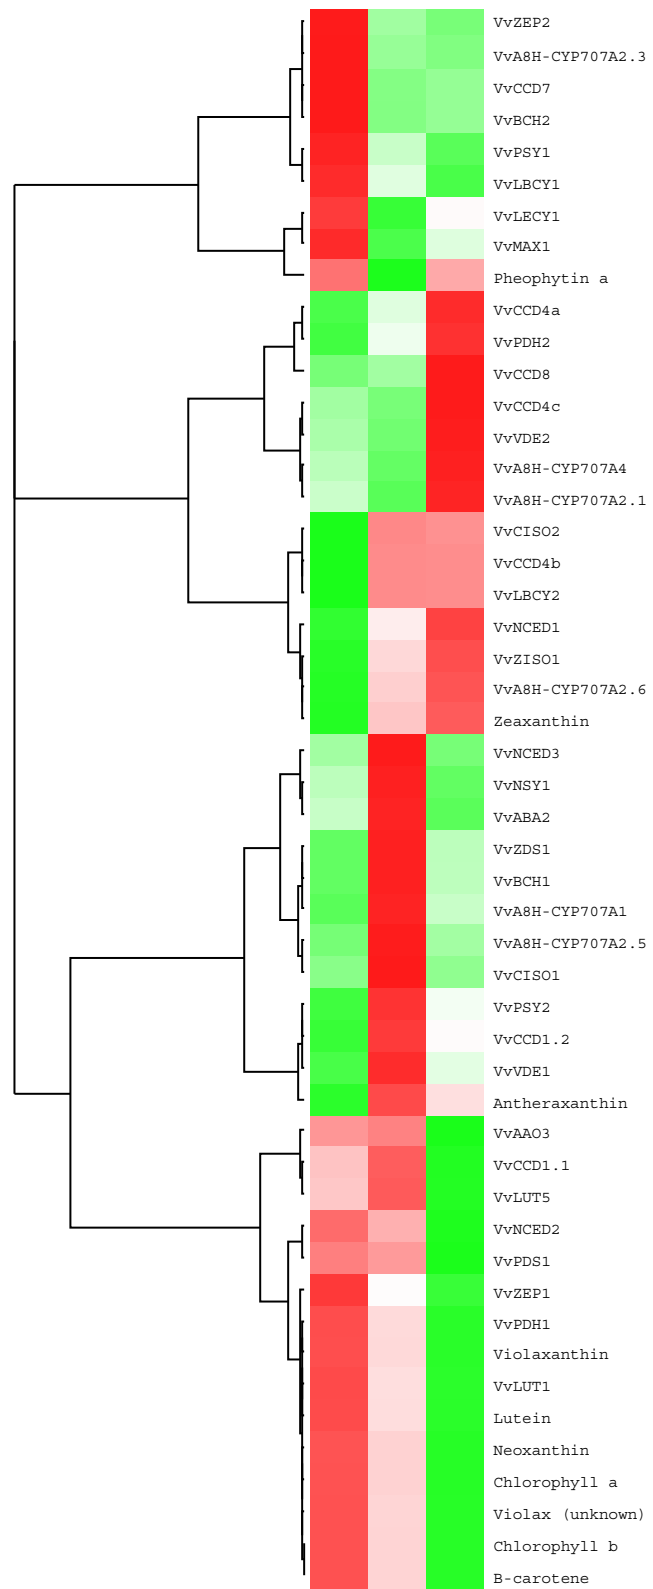 VvZEP2
VvA8H-CYP707A2.3
VvCCD7
VvBCH2
VvPSY1
VvLBCY1
VvLECY1
VvMAX1
Pheophytin a
VvCCD4a
VvPDH2
VvCCD8
VvCCD4c
VvVDE2
VvA8H-CYP707A4
VvA8H-CYP707A2.1
VvCISO2
VvCCD4b
VvLBCY2
VvNCED1
VvZISO1
VvA8H-CYP707A2.6
Zeaxanthin
VvNCED3
VvNSY1
VvABA2
VvZDS1
VvBCH1
VvA8H-CYP707A1
VvA8H-CYP707A2.5
VvCISO1
VvPSY2
VvCCD1.2
VvVDE1
Antheraxanthin
VvAAO3
VvCCD1.1
VvLUT5
VvNCED2
VvPDS1
VvZEP1
VvPDH1
Violaxanthin
VvLUT1
Lutein
Neoxanthin
Chlorophyll a
Violax (unknown)
Chlorophyll b
B-carotene